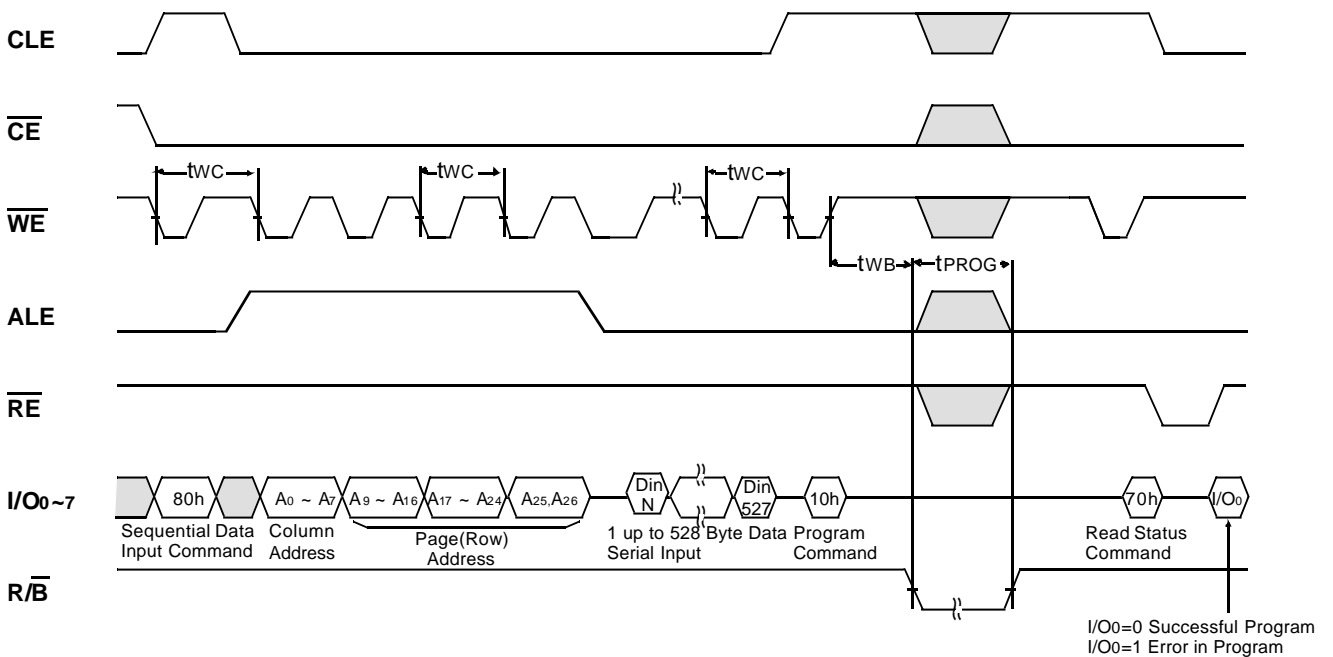 CLE
CE
tWC tWC tWC
WE
tWB tPROG
ALE
RE
I/O0~7 80h A0 ~ A7 A9 ~ A16 A17 ~ A24 A25,A26 Din N Din 527 10h 70h I/O0
Sequential Data Input Command
Column Address
Page(Row) Address
1 up to 528 Byte Data Serial Input
Program Command
Read Status Command
R/B
I/O0=0 Successful Program
I/O0=1 Error in Program